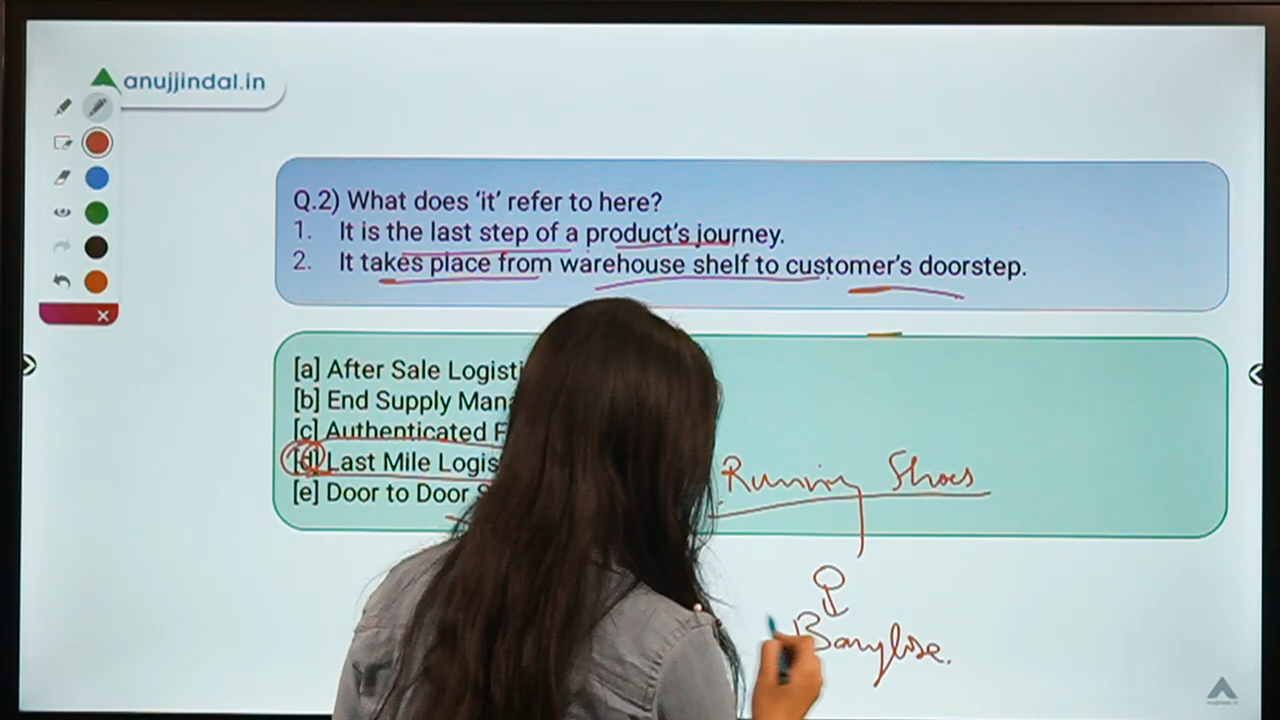 anujjindal.in
Q.2) What does ‘it’ refer to here?
1. It is the last step of a product’s journey.
2. It takes place from warehouse shelf to customer’s doorstep.
[a] After Sale Logisti
[b] End Supply Man
[c] Authenticated F
[d] Last Mile Logis
[e] Door to Door S
Running Shoes